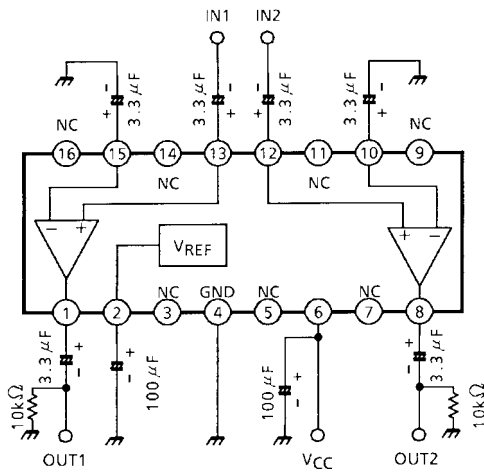 IN1 IN2
- + 3.3μF
- + 3.3μF
- + 3.3μF
- + 3.3μF
NC NC
16 15 14 13 12 11 10 9
NC NC
- + + -
VREF
NC GND NC NC
1 2 3 4 5 6 7 8
3.3μF + -
100μF + -
100μF + -
3.3μF + -
10kΩ 10kΩ
OUT1 VCC OUT2